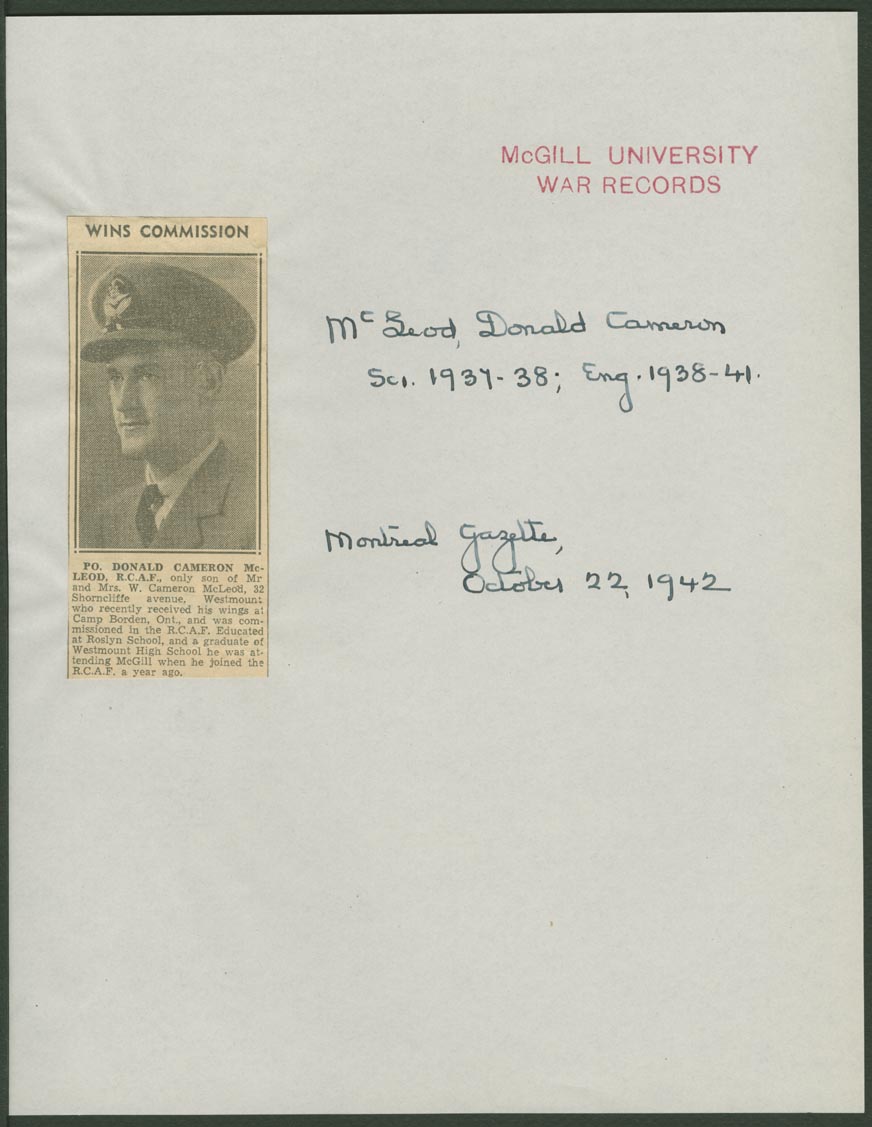 McGILL UNIVERSITY
WAR RECORDS
WINS COMMISSION
McLeod, Donald Cameron
Sci. 1937-38; Eng. 1938-41.
Montreal Gazette,
October 22, 1942
PO. DONALD CAMERON Mc-
LEOD, R.C.A.F., only son of Mr
and Mrs. W. Cameron McLeod, 32
Shorncliffe avenue, Westmount
who recently received his wings at
Camp Borden, Ont., and was com-
missioned in the R.C.A.F. Educated
at Roslyn School, and a graduate of
Westmount High School he was at-
tending McGill when he joined the
R.C.A.F. a year ago.